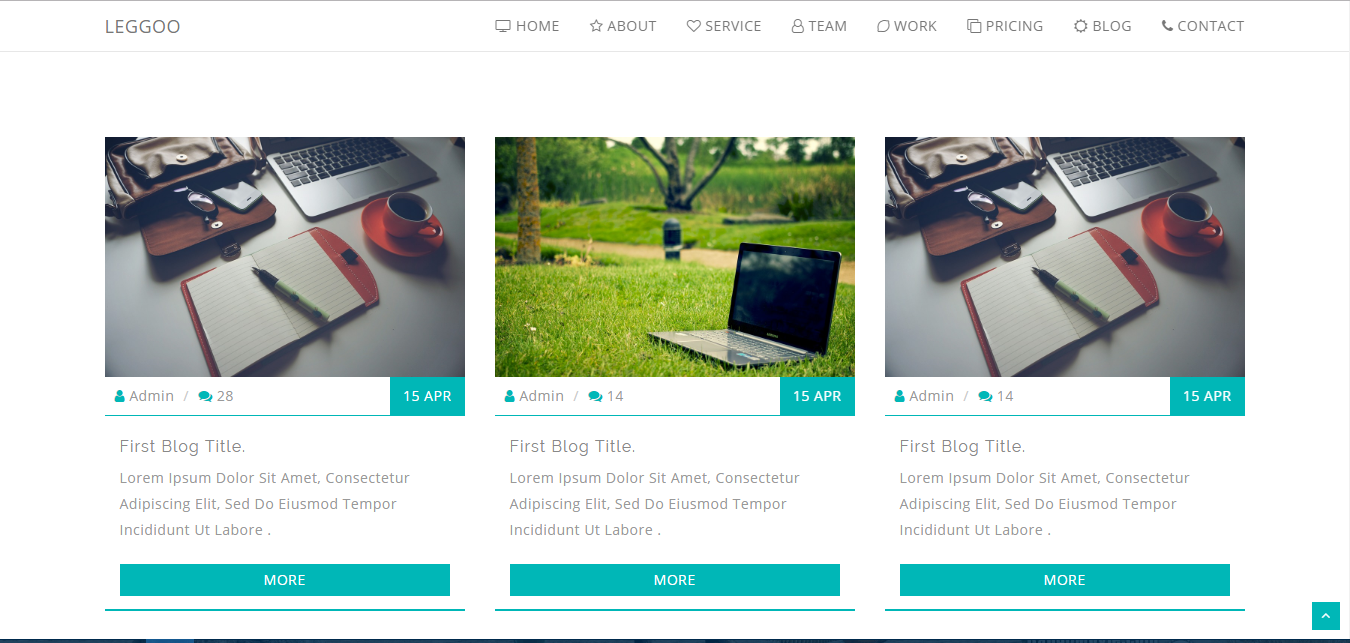 LEGGOO HOME ABOUT SERVICE TEAM WORK PRICING BLOG CONTACT
Admin / 28 15 APR
First Blog Title.
Lorem Ipsum Dolor Sit Amet, Consectetur
Adipiscing Elit, Sed Do Eiusmod Tempor
Incididunt Ut Labore .
MORE
Admin / 14 15 APR
First Blog Title.
Lorem Ipsum Dolor Sit Amet, Consectetur
Adipiscing Elit, Sed Do Eiusmod Tempor
Incididunt Ut Labore .
MORE
Admin / 14 15 APR
First Blog Title.
Lorem Ipsum Dolor Sit Amet, Consectetur
Adipiscing Elit, Sed Do Eiusmod Tempor
Incididunt Ut Labore .
MORE